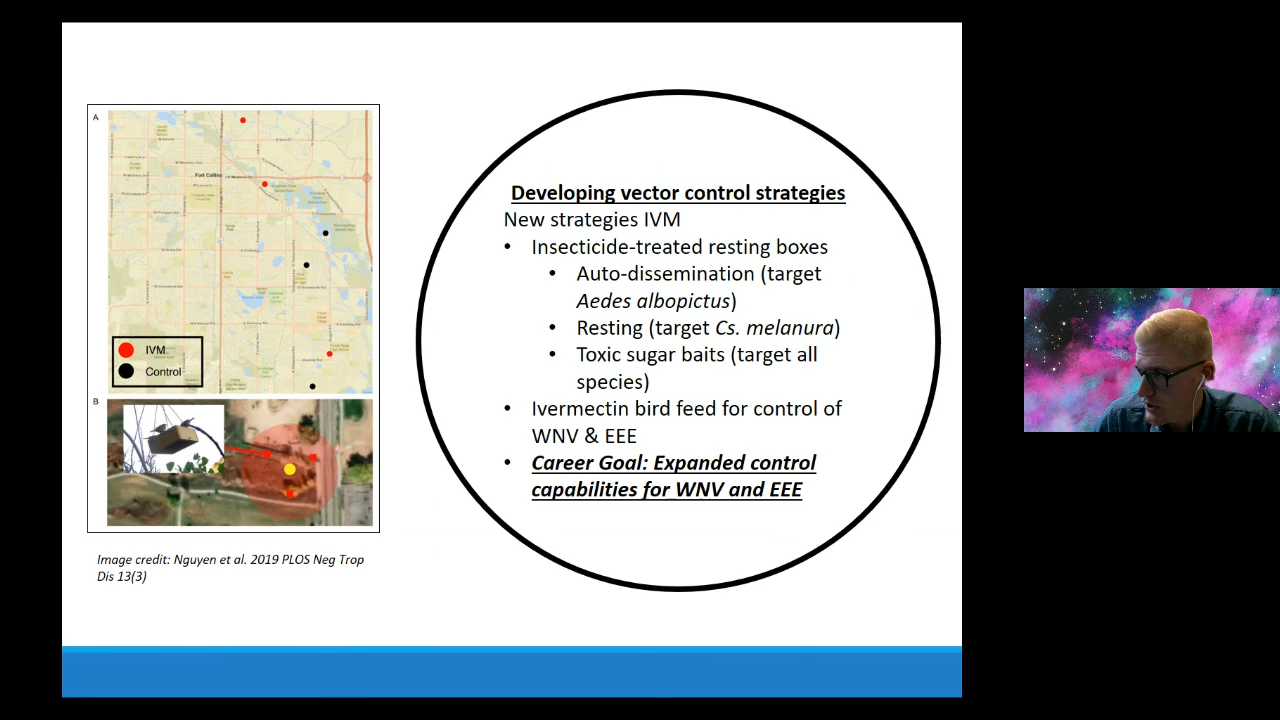 A
Fort Collins
IVM
Control
B
Image credit: Nguyen et al. 2019 PLOS Neg Trop
Dis 13(3)
Developing vector control strategies
New strategies IVM
• Insecticide-treated resting boxes
• Auto-dissemination (target
Aedes albopictus)
• Resting (target Cs. melanura)
• Toxic sugar baits (target all
species)
• Ivermectin bird feed for control of
WNV & EEE
• Career Goal: Expanded control
capabilities for WNV and EEE